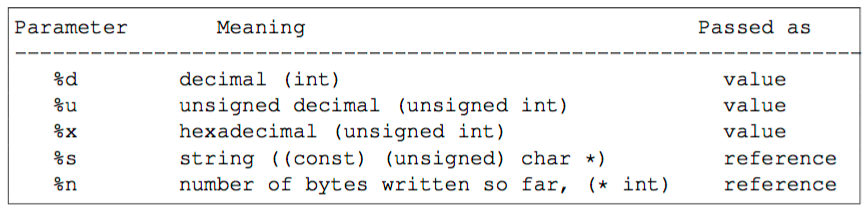 Parameter Meaning Passed as
--------------------------------------------------------------------
%d decimal (int) value
%u unsigned decimal (unsigned int) value
%x hexadecimal (unsigned int) value
%s string ((const) (unsigned) char *) reference
%n number of bytes written so far, (* int) reference